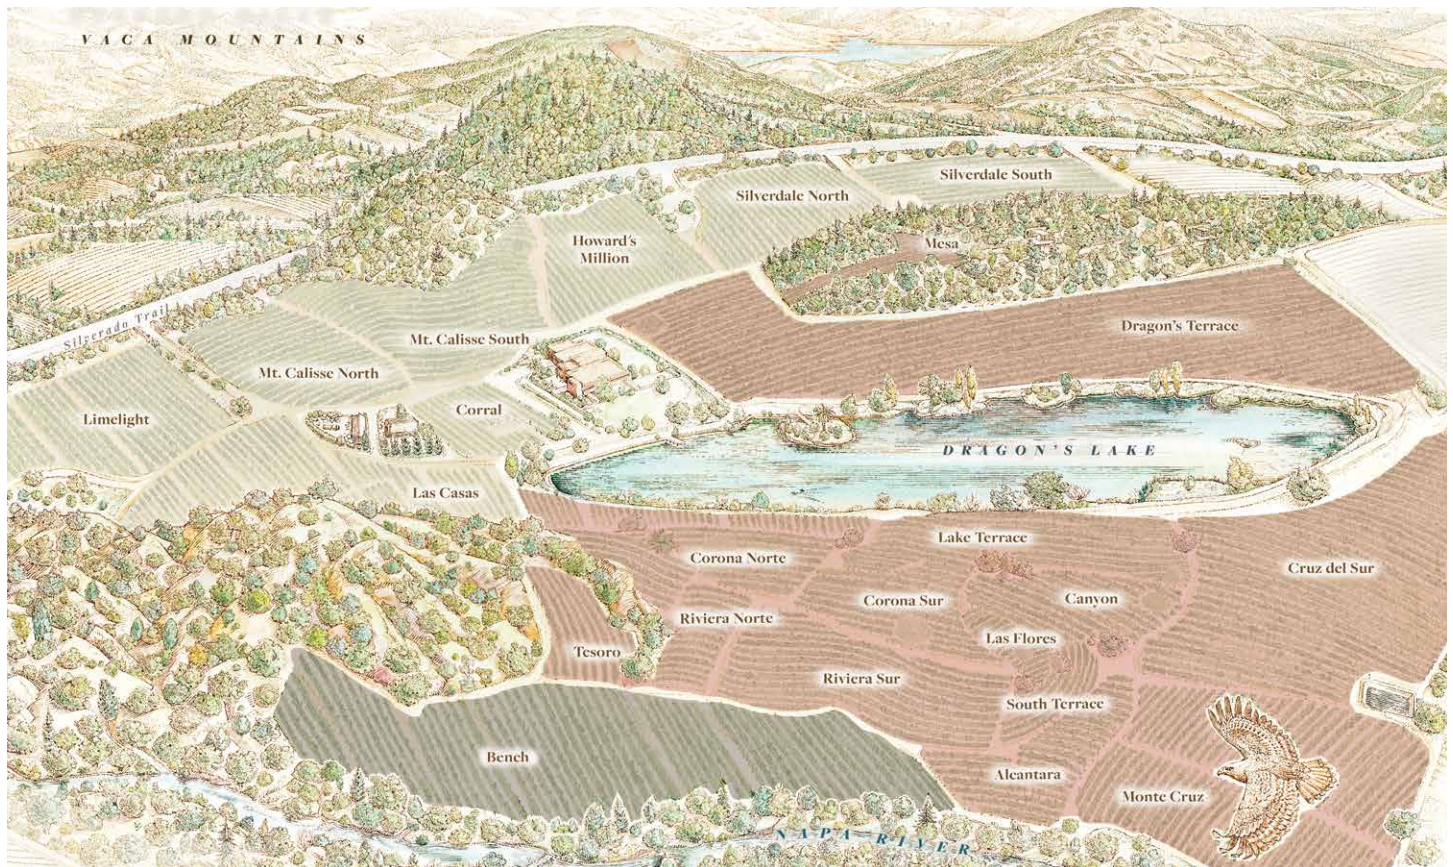 VACA MOUNTAINS
Silverdale South
Silverdale North
Howard's
Million
Mesa
Silverado Trail
Dragon's Terrace
Mt. Calisse South
Mt. Calisse North
Limelight
Corral
DRAGON'S LAKE
Las Casas
Lake Terrace
Corona Norte
Cruz del Sur
Corona Sur
Canyon
Riviera Norte
Las Flores
Tesoro
Riviera Sur
South Terrace
Bench
Alcantara
Monte Cruz
NAPA RIVER